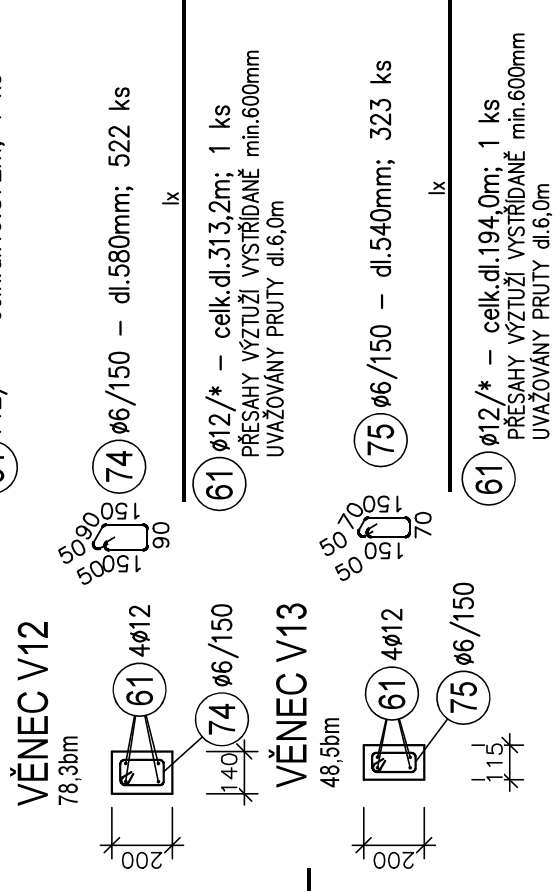 VĚNEC V12
78,3bm
200
140
61 4ø12
74 ø6/150
50
50
90
150
150
90
74 ø6/150 – dl.580mm; 522 ks
lx
61 ø12/* – celk.dl.313,2m; 1 ks
PŘESAHY VÝZTUŽÍ VYSTŘÍDANĚ min.600mm
UVAŽOVÁNY PRUTY dl.6,0m
VĚNEC V13
48,5bm
200
115
61 4ø12
75 ø6/150
50
50
70
150
150
70
75 ø6/150 – dl.540mm; 323 ks
lx
61 ø12/* – celk.dl.194,0m; 1 ks
PŘESAHY VÝZTUŽÍ VYSTŘÍDANĚ min.600mm
UVAŽOVÁNY PRUTY dl.6,0m